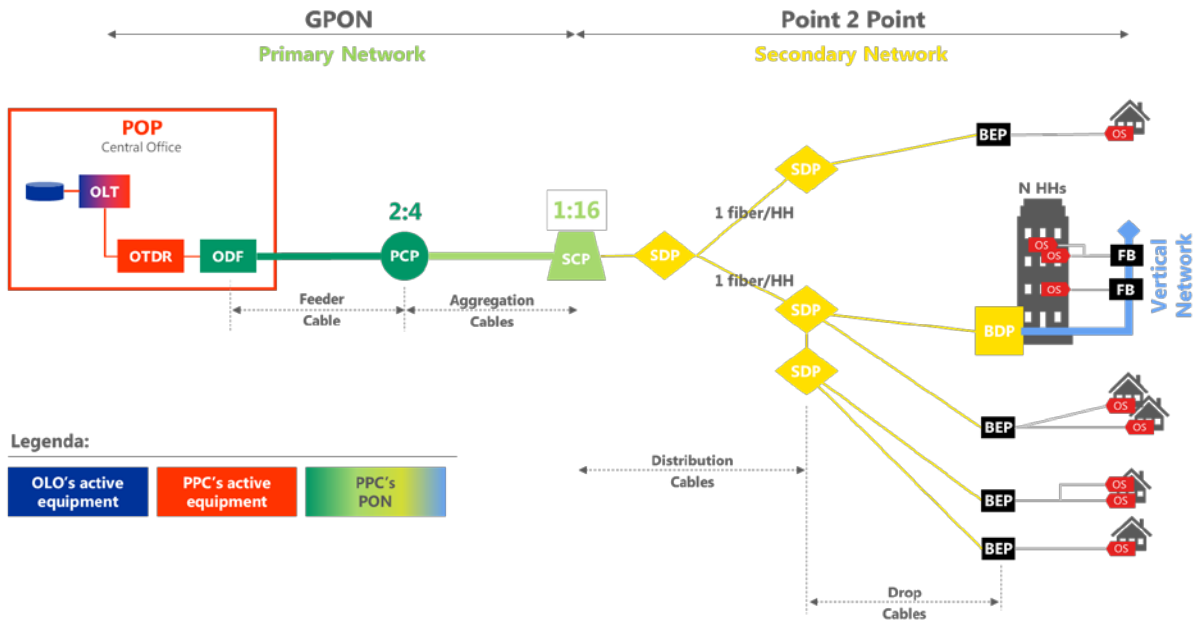 GPON
Point 2 Point
Primary Network
Secondary Network
POP
Central Office
OLT
OTDR
ODF
2:4
PCP
1:16
SCP
SDP
SDP
1 fiber/HH
1 fiber/HH
SDP
SDP
BEP
OS
N HHs
OS
OS
OS
FB
FB
BDP
Vertical
Network
Feeder
Cable
Aggregation
Cables
BEP
OS
OS
BEP
OS
OS
BEP
OS
Distribution
Cables
Drop
Cables
Legenda:
OLO's active
equipment
PPC's active
equipment
PPC's
PON